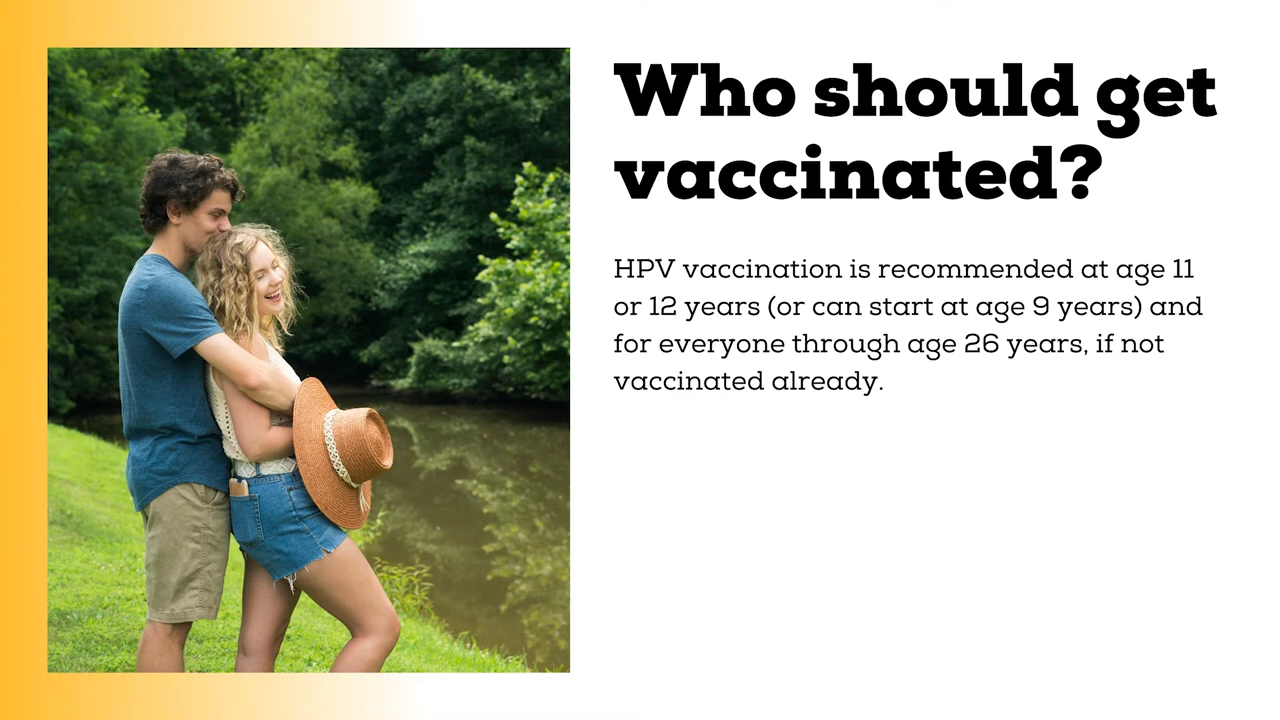 Who should get
vaccinated?
HPV vaccination is recommended at age 11
or 12 years (or can start at age 9 years) and
for everyone through age 26 years, if not
vaccinated already.